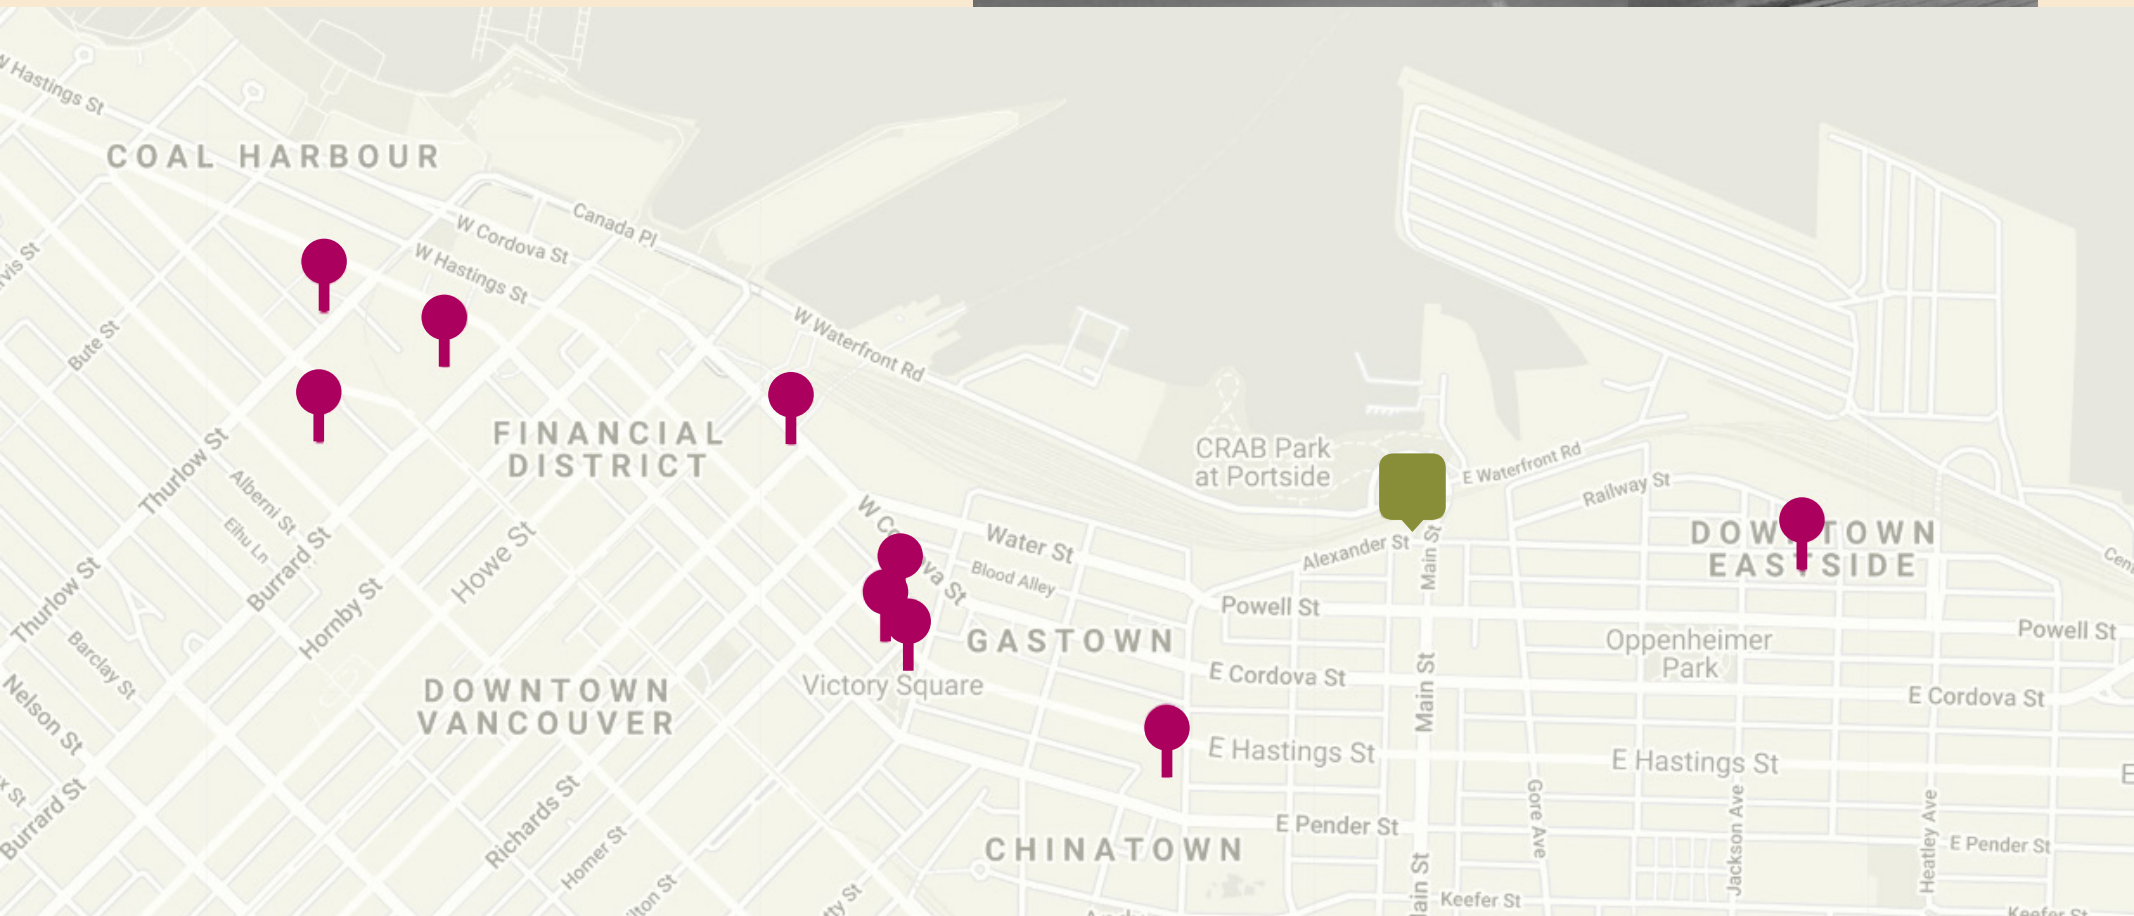 W Hastings St
COAL HARBOUR
Canada Pl
W Cordova St
W Hastings St
W Waterfront Rd
Bute St
FINANCIAL
DISTRICT
CRAB Park
at Portside
E Waterfront Rd
Railway St
Thurlow St
Alberni St
Eihu Ln
Burrard St
Howe St
Hornby St
Thurlow St
Barclay St
Nelson St
Burrard St
Water St
Blood Alley
Alexander St
Main St
EASTSIDE
Powell St
Powell St
GASTOWN
Oppenheimer
Park
Victory Square
E Cordova St
E Cordova St
Main St
DOWNTOWN
VANCOUVER
E Hastings St
E Hastings St
Richards St
Homer St
Gore Ave
Jackson Ave
Heatley Ave
E Pender St
E Pender St
CHINATOWN
Keefer St
Keefer St